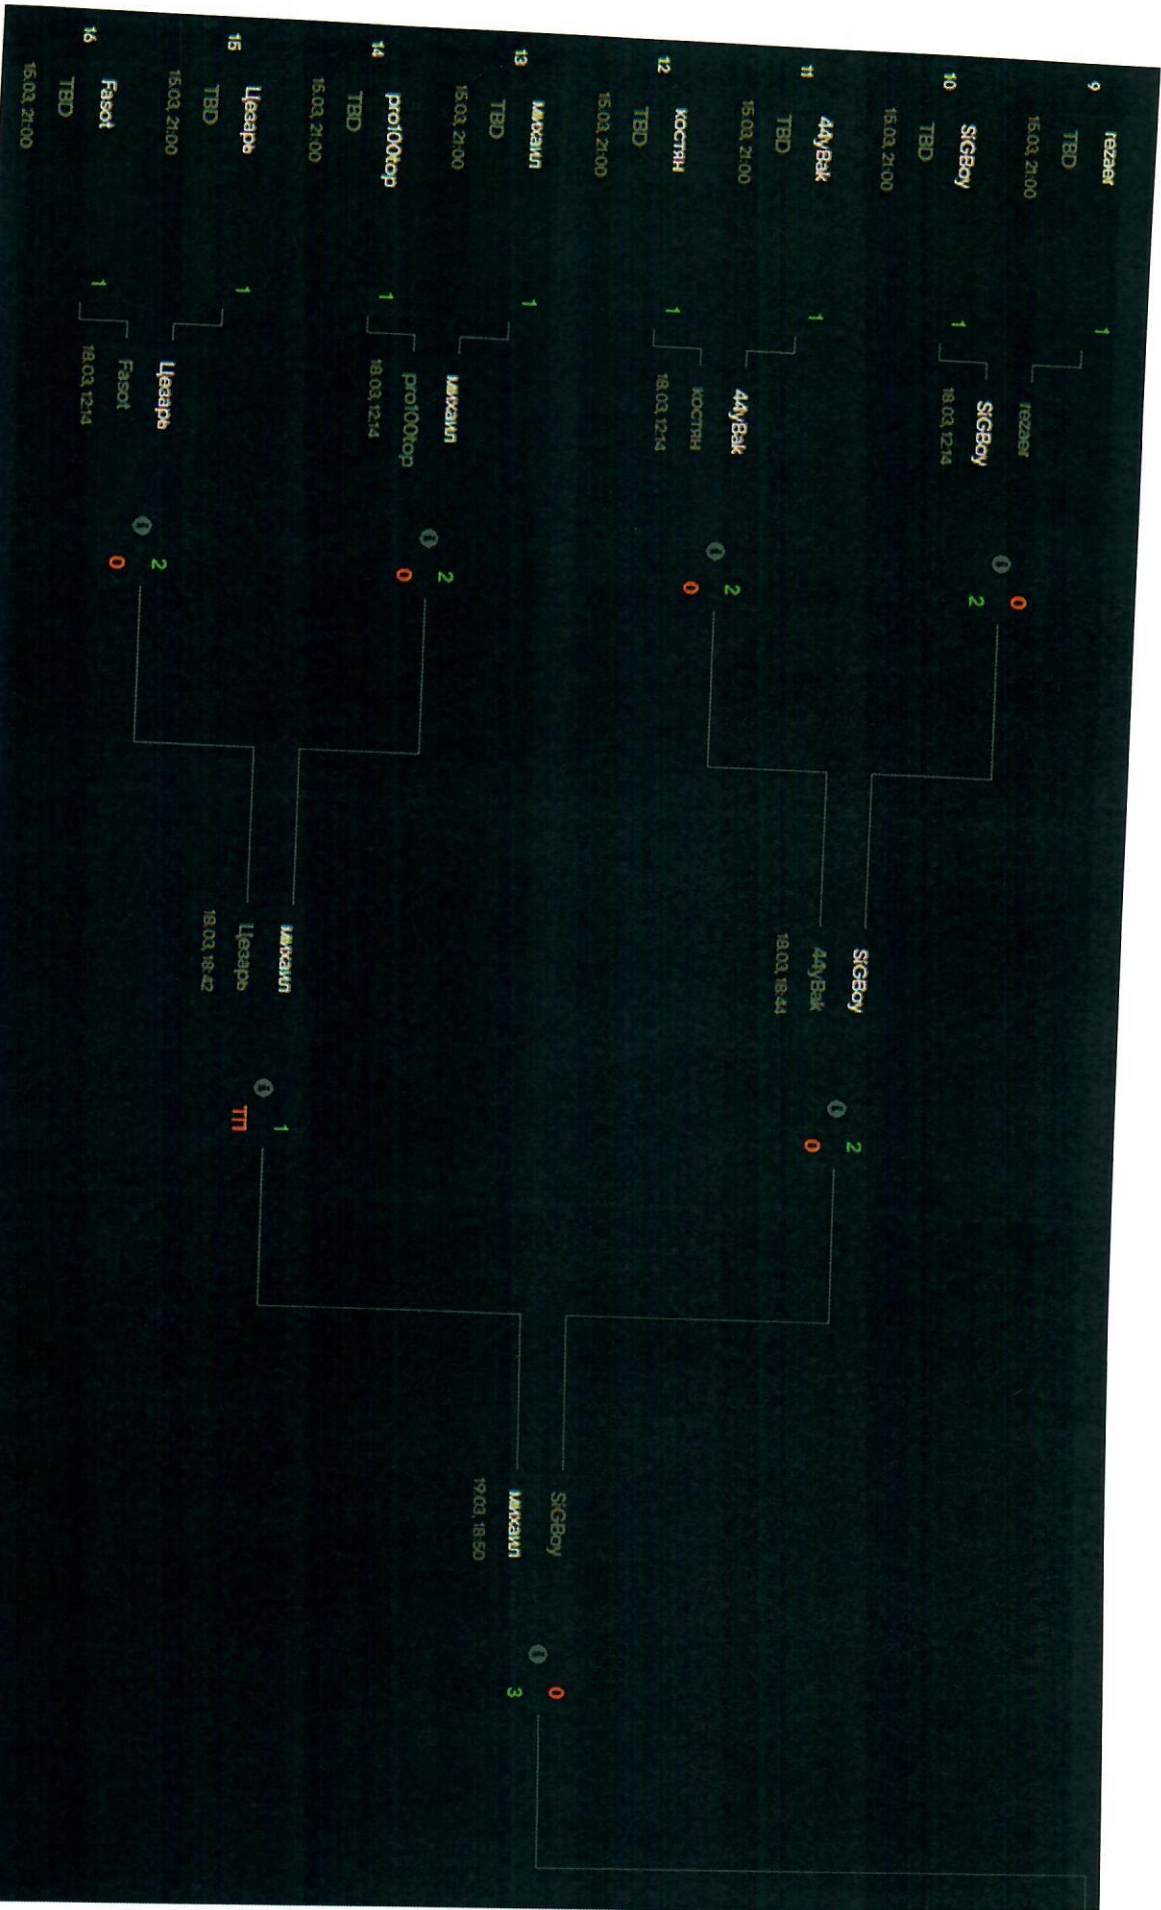 9
rezaer
1
TBD
15.03, 21:00
10
SiGBoy
1
TBD
15.03, 21:00
11
44yBak
1
TBD
15.03, 21:00
12
костян
1
TBD
15.03, 21:00
13
михаил
1
TBD
15.03, 21:00
14
pro100top
1
TBD
15.03, 21:00
15
Цезарь
1
TBD
15.03, 21:00
16
Fasot
1
TBD
15.03, 21:00
rezaer 0
SiGBoy 2
18.03, 12:14
44yBak 2
костян 0
18.03, 12:14
михаил 2
pro100top 0
18.03, 12:14
Цезарь 2
Fasot 0
18.03, 12:14
SiGBoy 2
44yBak 0
18.03, 18:44
михаил 1
Цезарь ТП
18.03, 18:42
SiGBoy 0
михаил 3
19.03, 18:50